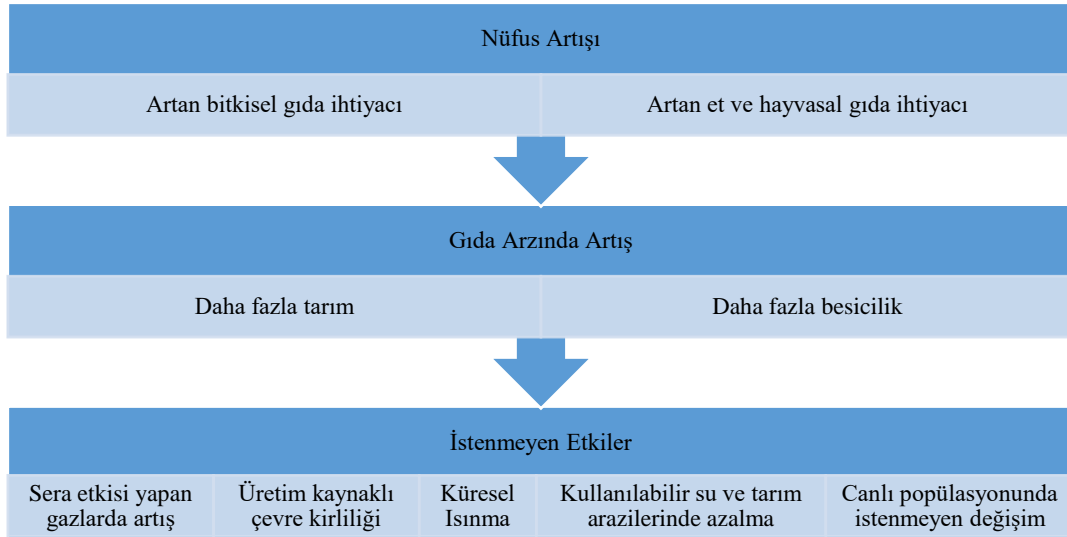 Nüfus Artışı
Artan bitkisel gıda ihtiyacı
Artan et ve hayvasal gıda ihtiyacı
Gıda Arzında Artış
Daha fazla tarım
Daha fazla besicilik
İstenmeyen Etkiler
Sera etkisi yapan
gazlarda artış
Üretim kaynaklı
çevre kirliliği
Küresel
Isınma
Kullanılabilir su ve tarım
arazilerinde azalma
Canlı popülasyonunda
istenmeyen değişim